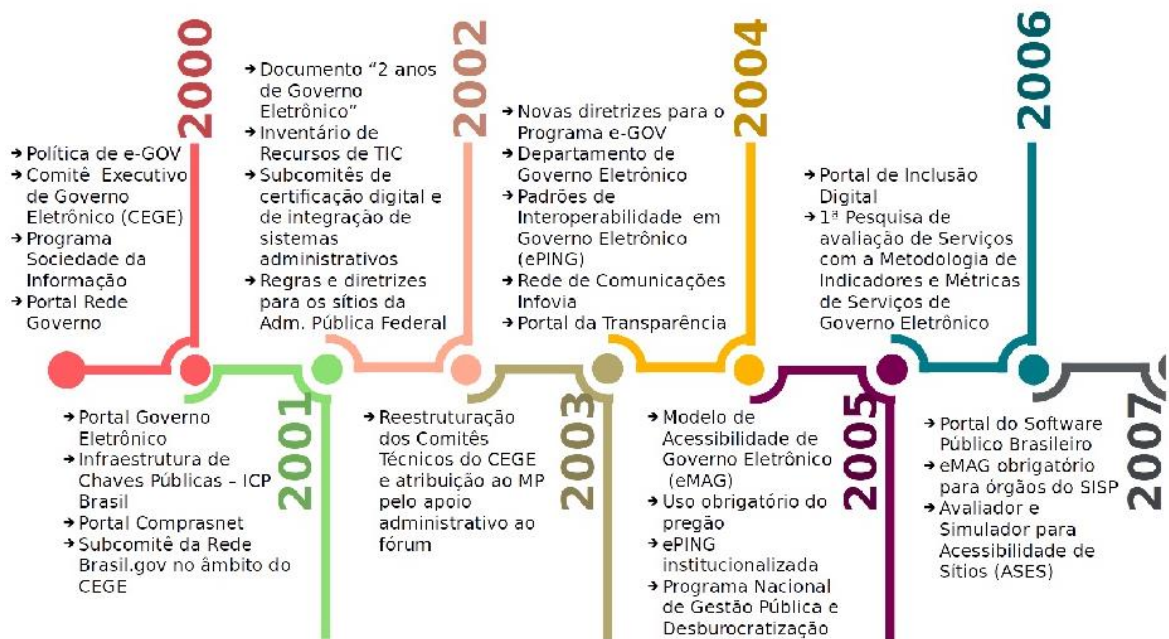 2000
➔ Política de e-GOV
➔ Comitê Executivo
de Governo
Eletrônico (CEGE)
➔ Programa
Sociedade da
Informação
➔ Portal Rede
Governo
2001
➔ Portal Governo
Eletrônico
➔ Infraestrutura de
Chaves Públicas – ICP
Brasil
➔ Portal Comprasnet
➔ Subcomitê da Rede
Brasil.gov no âmbito do
CEGE
2002
➔ Documento “2 anos
de Governo
Eletrônico”
➔ Inventário de
Recursos de TIC
➔ Subcomitês de
certificação digital e
de integração de
sistemas
administrativos
➔ Regras e diretrizes
para os sítios da
Adm. Pública Federal
2003
➔ Reestruturação
dos Comitês
Técnicos do CEGE
e atribuição ao MP
pelo apoio
administrativo ao
fórum
2004
➔ Novas diretrizes para o
Programa e-GOV
➔ Departamento de
Governo Eletrônico
➔ Padrões de
Interoperabilidade em
Governo Eletrônico
(ePING)
➔ Rede de Comunicações
Infovia
➔ Portal da Transparência
2005
➔ Modelo de
Acessibilidade de
Governo Eletrônico
(eMAG)
➔ Uso obrigatório do
pregão
➔ ePING
institucionalizada
➔ Programa Nacional
de Gestão Pública e
Desburocratização
2006
➔ Portal de Inclusão
Digital
➔ 1ª Pesquisa de
avaliação de Serviços
com a Metodologia de
Indicadores e Métricas
de Serviços de
Governo Eletrônico
2007
➔ Portal do Software
Público Brasileiro
➔ eMAG obrigatório
para órgãos do SISP
➔ Avaliador e
Simulador para
Acessibilidade de
Sítios (ASES)